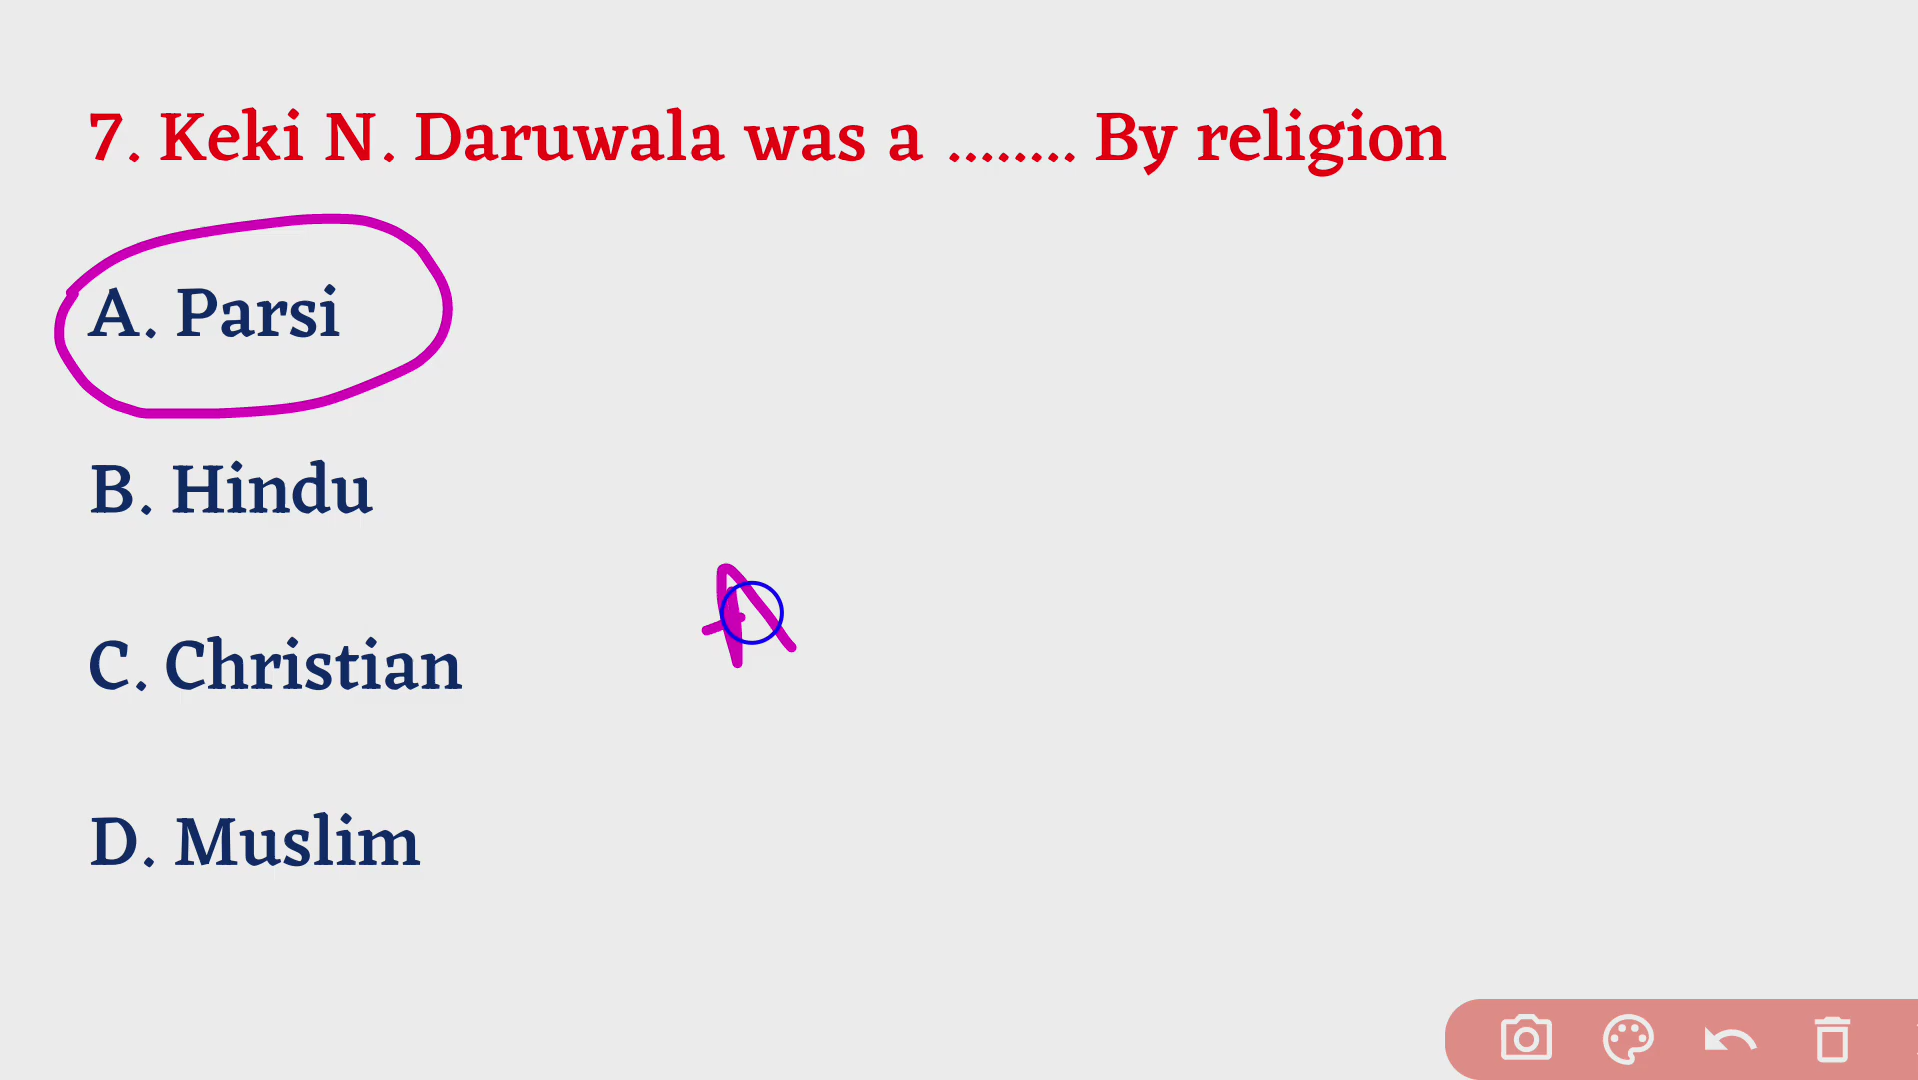 7. Keki N. Daruwala was a ........ By religion
A. Parsi
B. Hindu
A
C. Christian
D. Muslim